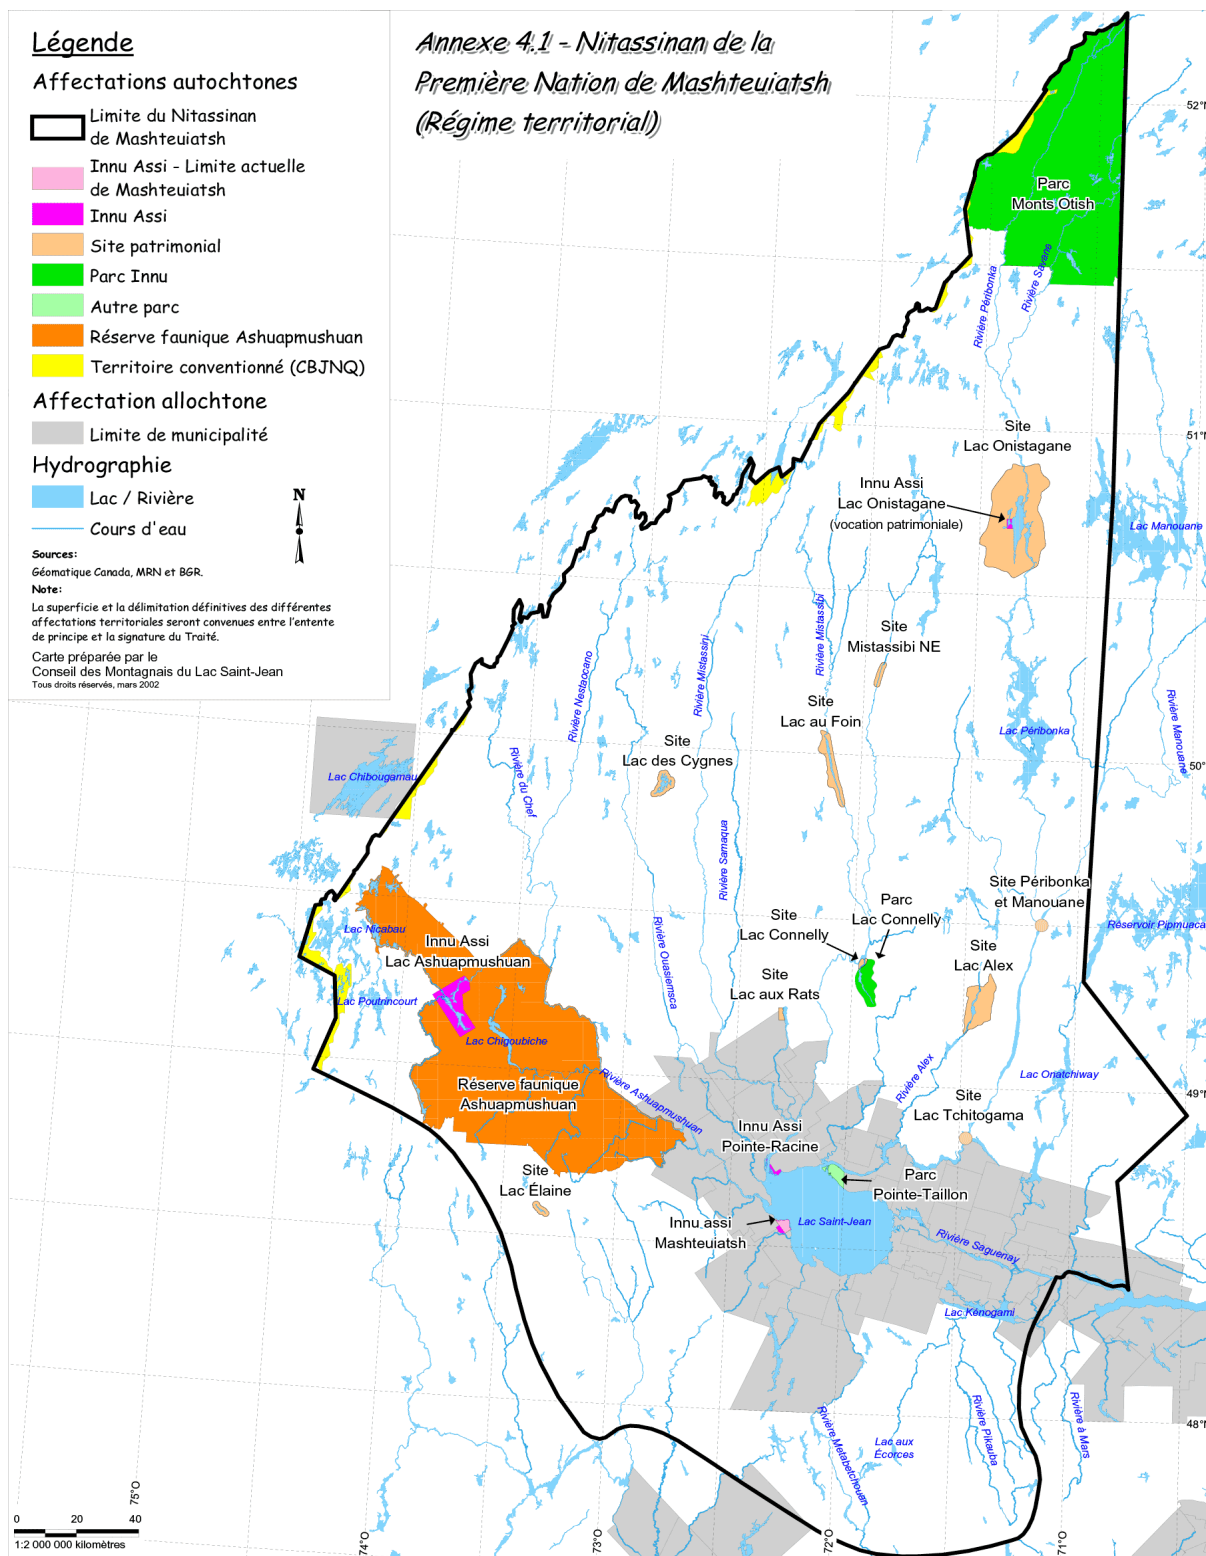 Légende
Affectations autochtones
Limite du Nitassinan
de Mashteuiatsh
Innu Assi - Limite actuelle
de Mashteuiatsh
Innu Assi
Site patrimonial
Parc Innu
Autre parc
Réserve faunique Ashuapmushuan
Territoire conventionné (CBJNQ)
Affectation allochtone
Limite de municipalité
Hydrographie
Lac / Rivière
Cours d'eau
N
Sources:
Géomatique Canada, MRN et BGR.
Note:
La superficie et la délimitation définitives des différentes
affectations territoriales seront convenues entre l'entente
de principe et la signature du Traité.
Carte préparée par le
Conseil des Montagnais du Lac Saint-Jean
Tous droits réservés, mars 2002
Annexe 4.1 - Nitassinan de la
Première Nation de Mashteuiatsh
(Régime territorial)
52°N
Parc
Monts Otish
Rivière Péribonka
Rivière Savane
51°N
Site
Lac Onistagane
Innu Assi
Lac Onistagane
(vocation patrimoniale)
Lac Manouane
Site
Mistassibi NE
Rivière Mistassibi
Rivière Mistassini
Rivière Nestaocano
Rivière Manouane
Site
Lac au Foin
Lac Péribonka
Site
Lac des Cygnes
50°
Lac Chibougamau
Rivière du Chef
Rivière Samaqua
Site Péribonka
et Manouane
Parc
Lac Connelly
Site
Lac Connelly
Réservoir Pipmuaca
Lac Nicabau
Innu Assi
Lac Ashuapmushuan
Rivière Ouasiemsca
Site
Lac Alex
Site
Lac aux Rats
Lac Poutrincourt
Lac Chigoubiche
Rivière Alex
Lac Onatchiway
Réserve faunique
Ashuapmushuan
Rivière Ashuapmushuan
49°N
Site
Lac Tchitogama
Innu Assi
Pointe-Racine
Site
Lac Élaine
Parc
Pointe-Taillon
Innu assi
Mashteuiatsh
Lac Saint-Jean
Rivière Saguenay
Lac Kénogami
Rivière Métabetchouan
Lac aux
Écorces
Rivière Pikauba
Rivière à Mars
48°N
75°O
74°O
73°O
72°O
71°O
0 20 40
1:2 000 000 kilomètres